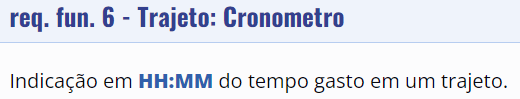 req. fun. 6 - Trajeto: Cronometro
Indicação em HH:MM do tempo gasto em um trajeto.